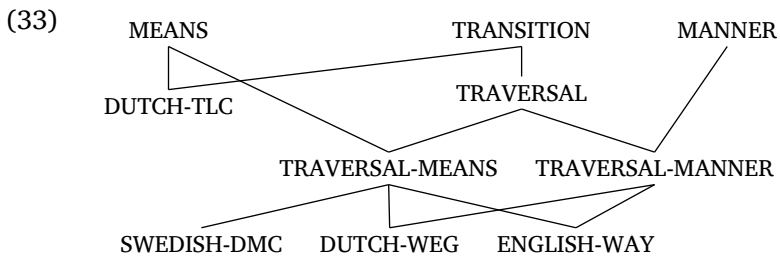 (33) MEANS TRANSITION MANNER
DUTCH-TLC TRAVERSAL
TRAVERSAL-MEANS TRAVERSAL-MANNER
SWEDISH-DMC DUTCH-WEG ENGLISH-WAY